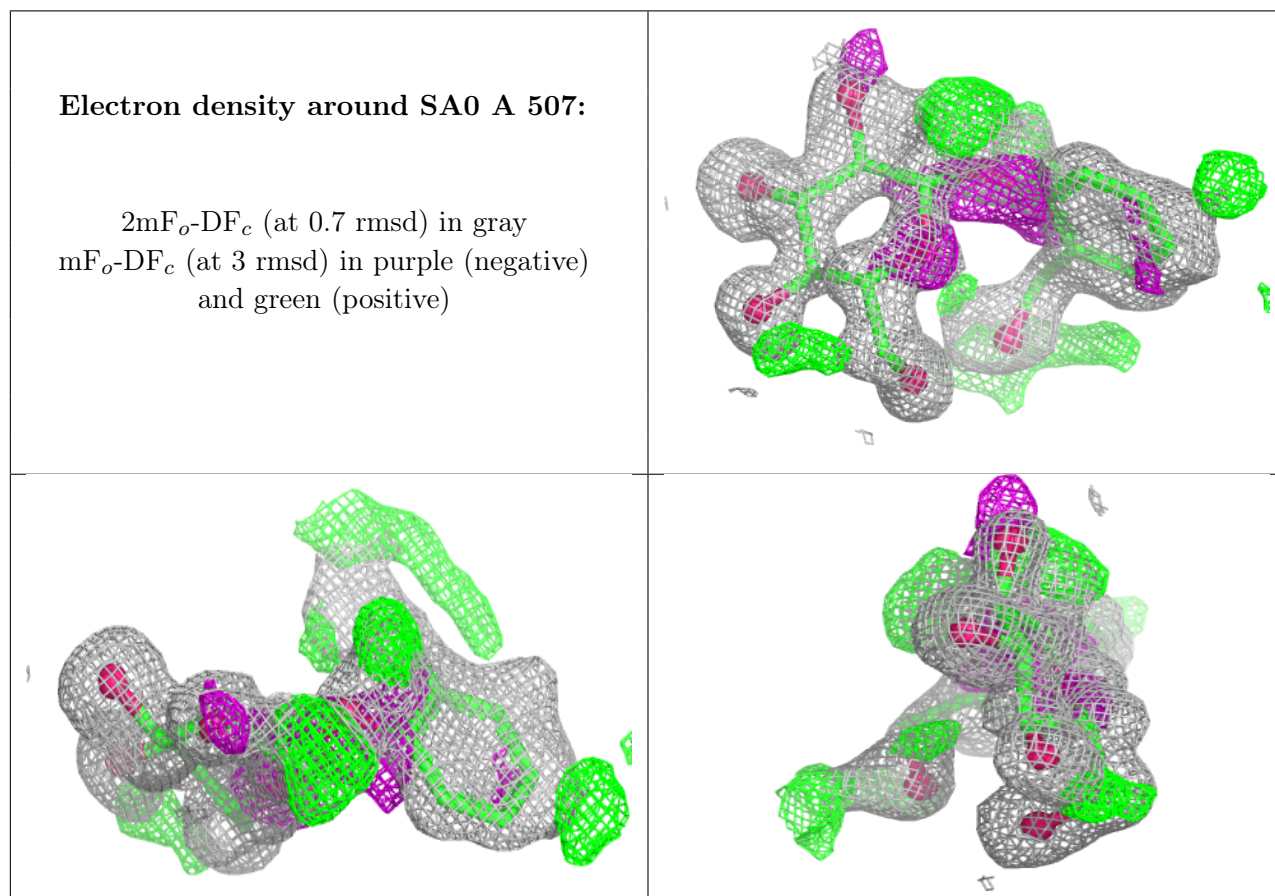 Electron density around SA0 A 507:
2mFo-DFc (at 0.7 rmsd) in gray
mFo-DFc (at 3 rmsd) in purple (negative)
and green (positive)